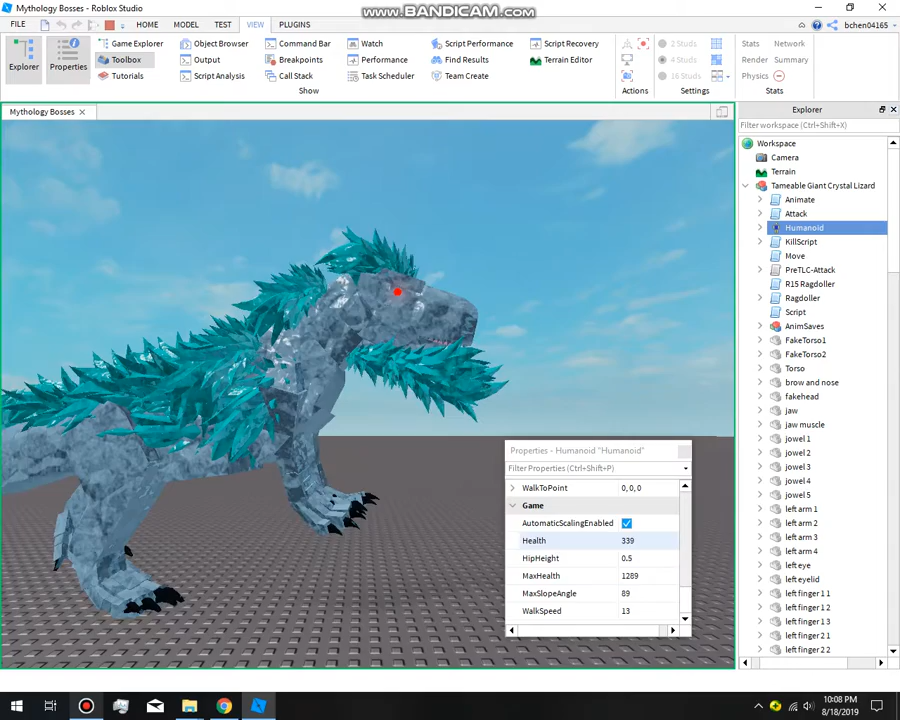 Mythology Bosses - Roblox Studio
www.BANDICAM.com
FILE HOME MODEL TEST VIEW PLUGINS bchen04165
Explorer
Properties
Game Explorer
Toolbox
Tutorials
Object Browser Command Bar Watch Script Performance Script Recovery
Output Breakpoints Performance Find Results Terrain Editor
Script Analysis Call Stack Task Scheduler Team Create
Show
2 Studs
4 Studs
16 Studs
Actions Settings
Stats Network
Render Summary
Physics
Stats
Mythology Bosses
Explorer
Filter workspace (Ctrl+Shift+X)
Workspace
Camera
Terrain
Tameable Giant Crystal Lizard
Animate
Attack
Humanoid
KillScript
Move
PreTLC-Attack
R15 Ragdoller
Ragdoller
Script
AnimSaves
FakeTorso1
FakeTorso2
Torso
brow and nose
fakehead
jaw
jaw muscle
jowel 1
jowel 2
jowel 3
jowel 4
jowel 5
left arm 1
left arm 2
left arm 3
left arm 4
left eye
left eyelid
left finger 1 1
left finger 1 2
left finger 1 3
left finger 2 1
left finger 2 2
Properties - Humanoid "Humanoid"
Filter Properties (Ctrl+Shift+P)
WalkToPoint 0, 0, 0
Game
AutomaticScalingEnabled
Health 339
HipHeight 0.5
MaxHealth 1289
MaxSlopeAngle 89
WalkSpeed 13
10:08 PM
8/18/2019